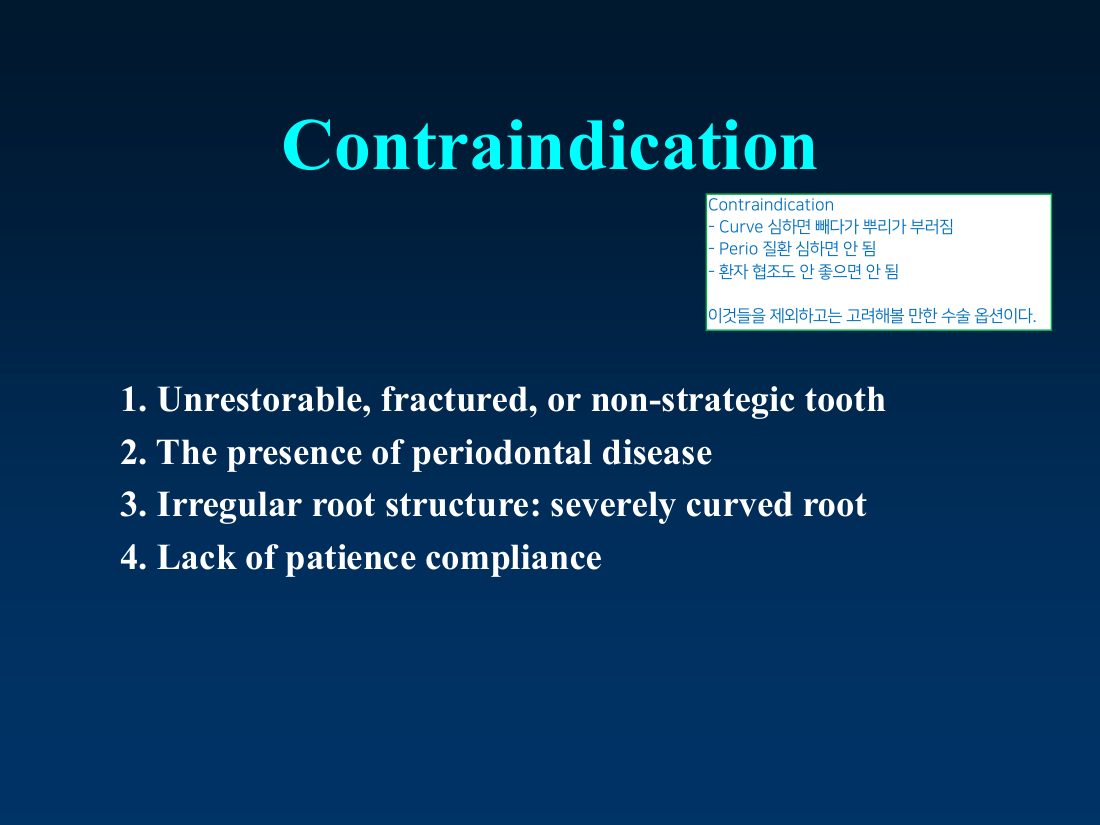 Contraindication
Contraindication
- Curve 심하면 빼다가 뿌리가 부러짐
- Perio 질환 심하면 안 됨
- 환자 협조도 안 좋으면 안 됨
이것들을 제외하고는 고려해볼 만한 수술 옵션이다.
1. Unrestorable, fractured, or non-strategic tooth
2. The presence of periodontal disease
3. Irregular root structure: severely curved root
4. Lack of patience compliance